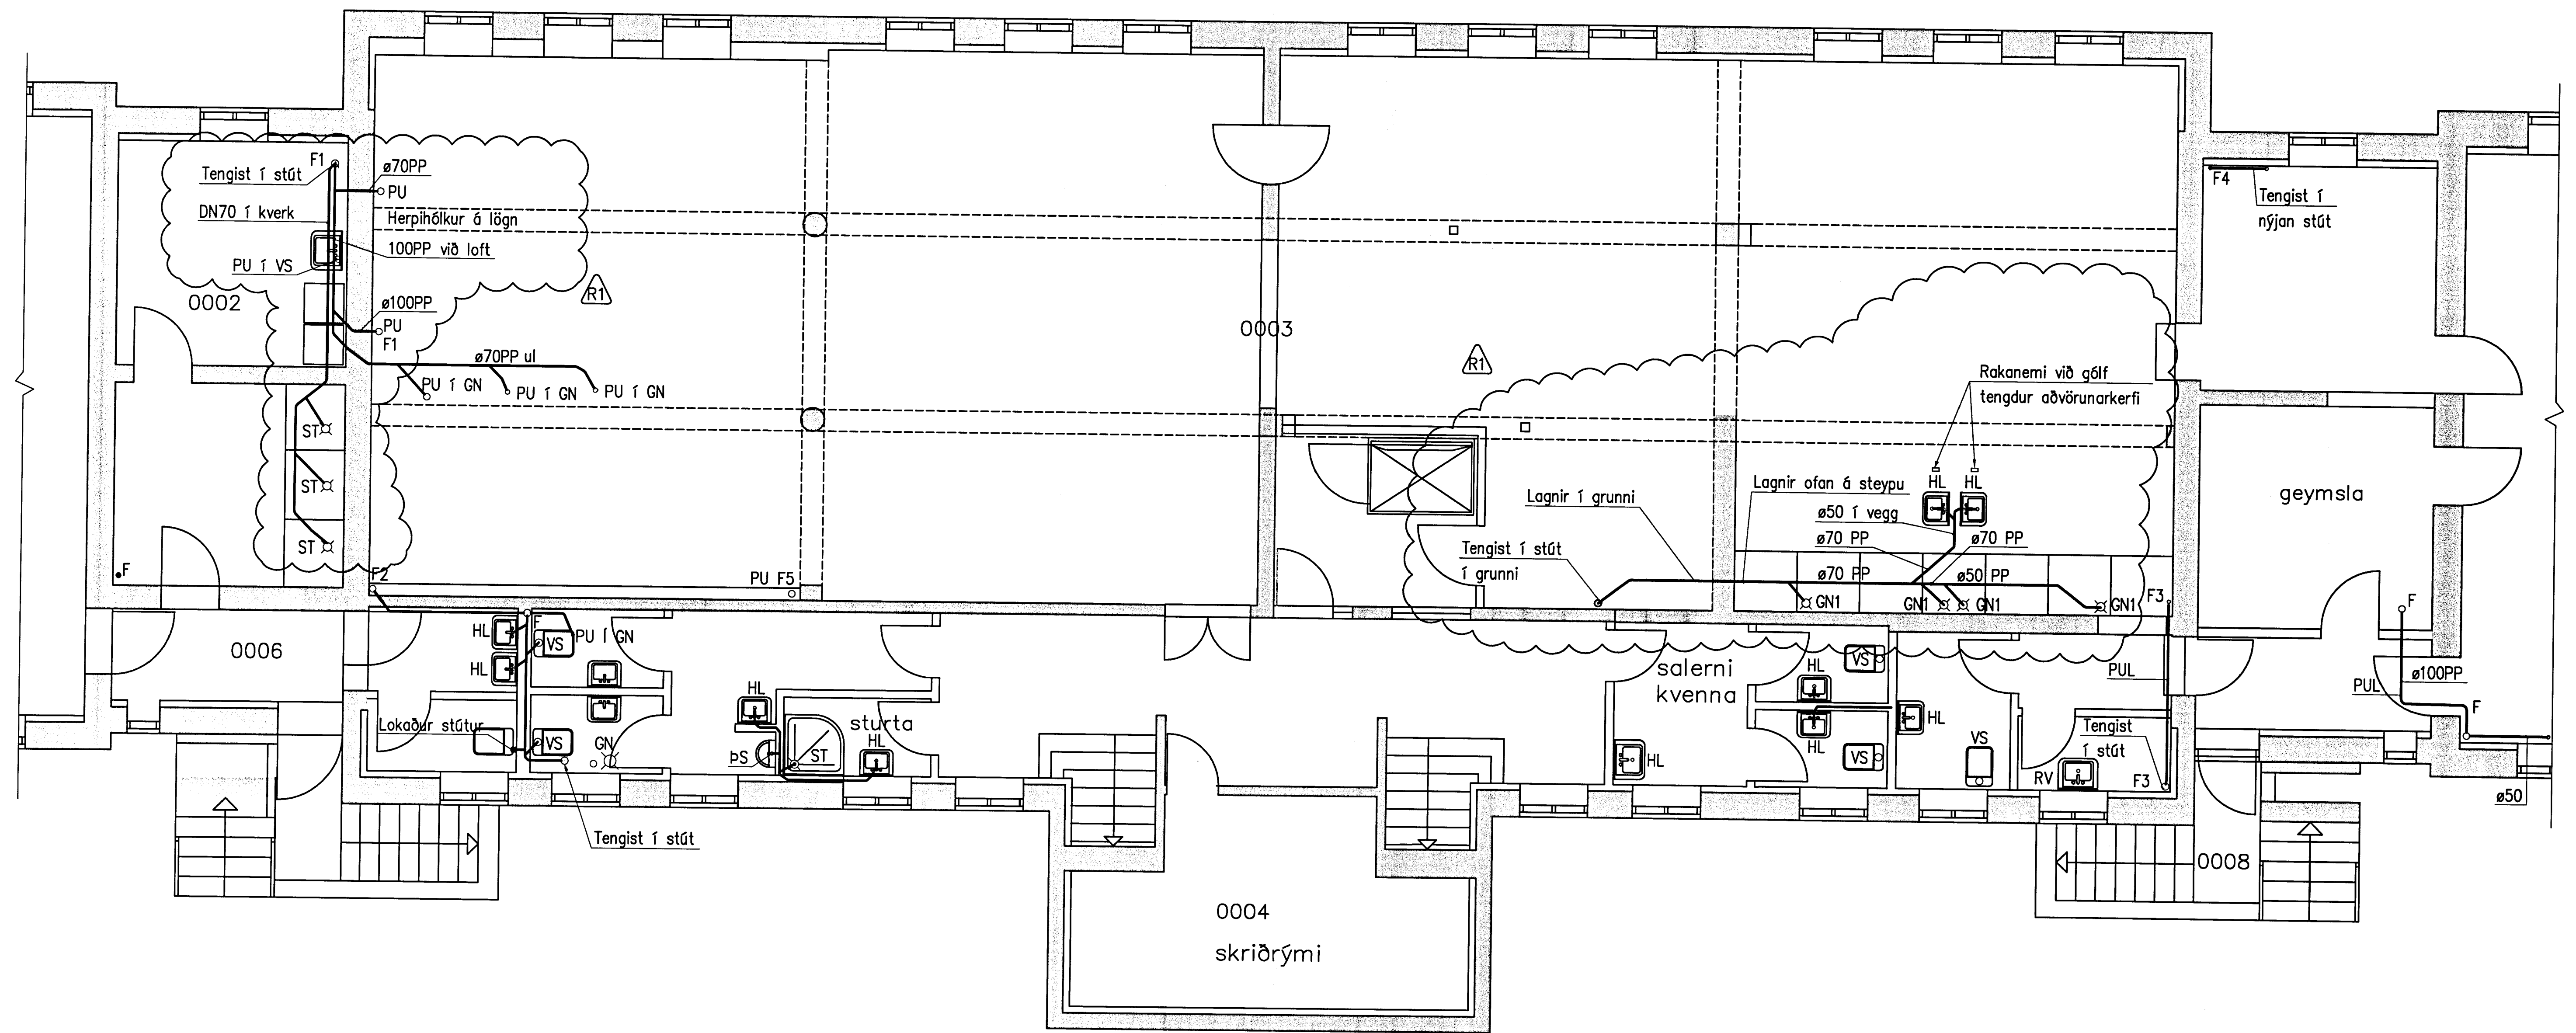 F1
Tengist í stút
ø70PP
PU
DN70 í kverk
Herpihólkur á lögn
100PP við loft
PU í VS
0002
ø100PP
PU
F1
R1
ø70PP ul
PU í GN
PU í GN
PU í GN
ST
ST
ST
F
F2
PU F5
0003
R1
F4
Tengist í
nýjan stút
Rakanemi við gólf
tengdur aðvörunarkerfi
HL
HL
Lagnir í grunni
Lagnir ofan á steypu
ø50 í vegg
ø70 PP
ø70 PP
Tengist í stút
í grunni
ø70 PP
ø50 PP
GN1
GN1
GN1
GN1
F3
geymsla
F
0006
HL
HL
F
VS
PU í GN
Lokaður stútur
VS
GN
HL
sturta
ÞS
ST
HL
Tengist í stút
salerni
kvenna
HL
HL
HL
VS
VS
HL
VS
PUL
Tengist
í stút
RV
F3
PUL
ø100PP
F
ø50
0008
0004
skriðrými